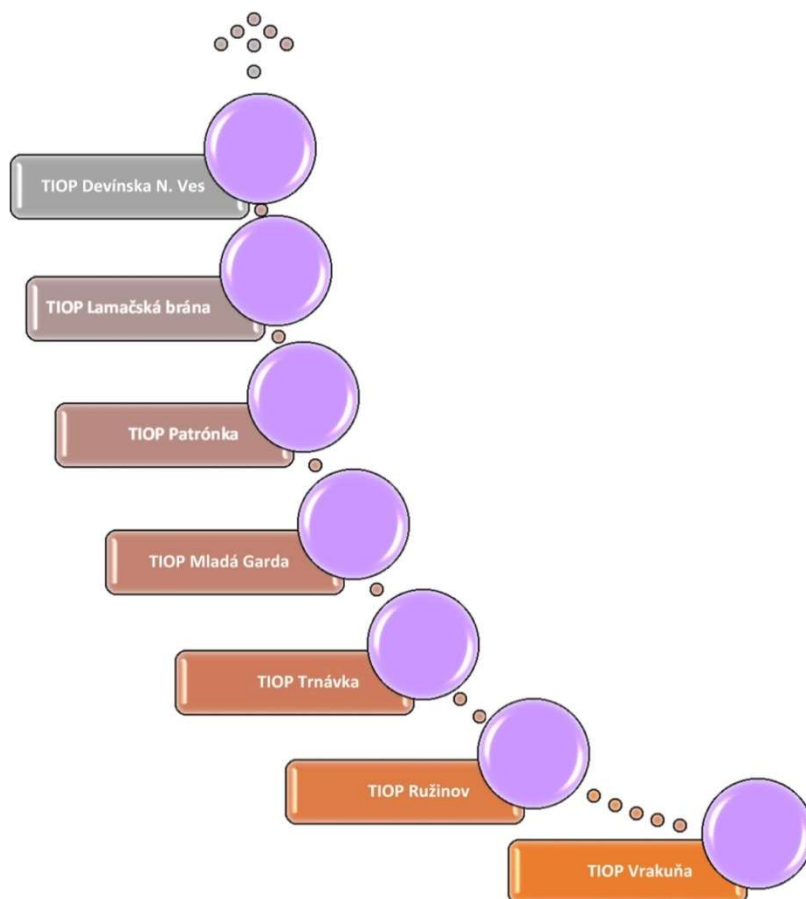 TIOP Devínska N. Ves
TIOP Lamačská brána
TIOP Patrónka
TIOP Mladá Garda
TIOP Trnávka
TIOP Ružinov
TIOP Vrakuňa